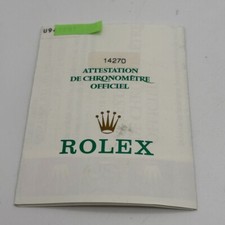 14270
ATTESTATION
DE CHRONOMÈTRE
OFFICIEL
ROLEX